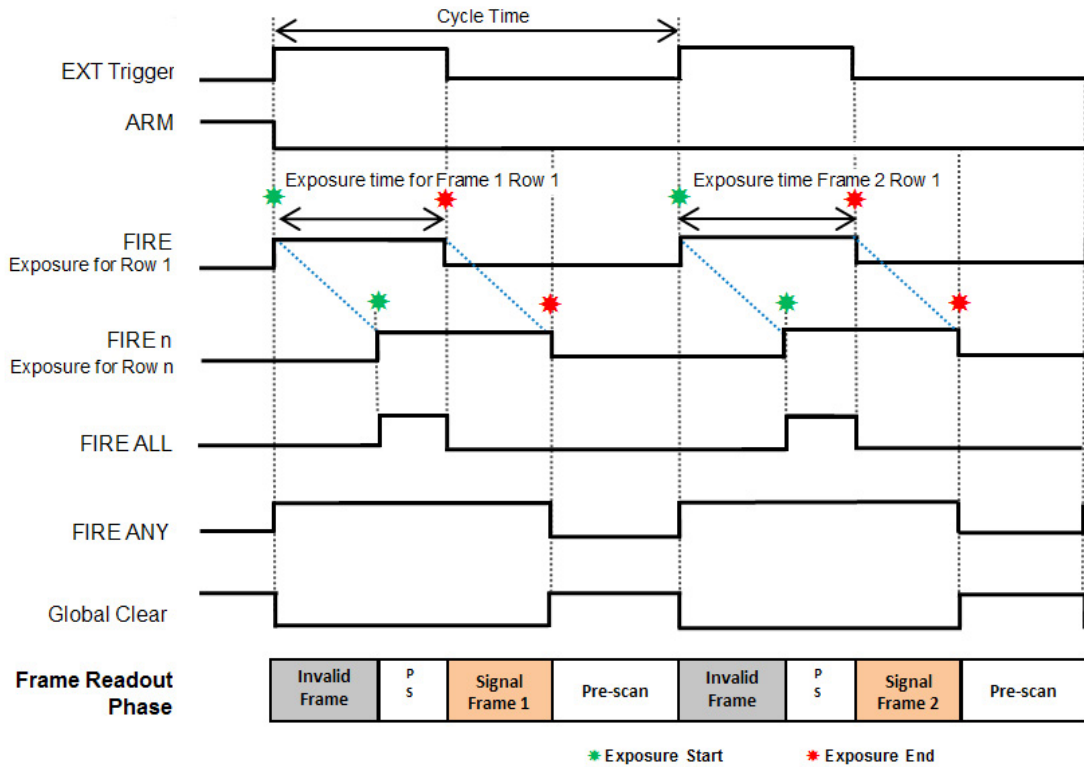 Cycle Time
EXT Trigger
ARM
Exposure time for Frame 1 Row 1
Exposure time Frame 2 Row 1
FIRE
Exposure for Row 1
FIRE n
Exposure for Row n
FIRE ALL
FIRE ANY
Global Clear
Frame Readout
Phase
Invalid
Frame
P
S
Signal
Frame 1
Pre-scan
Invalid
Frame
P
S
Signal
Frame 2
Pre-scan
Exposure Start
Exposure End